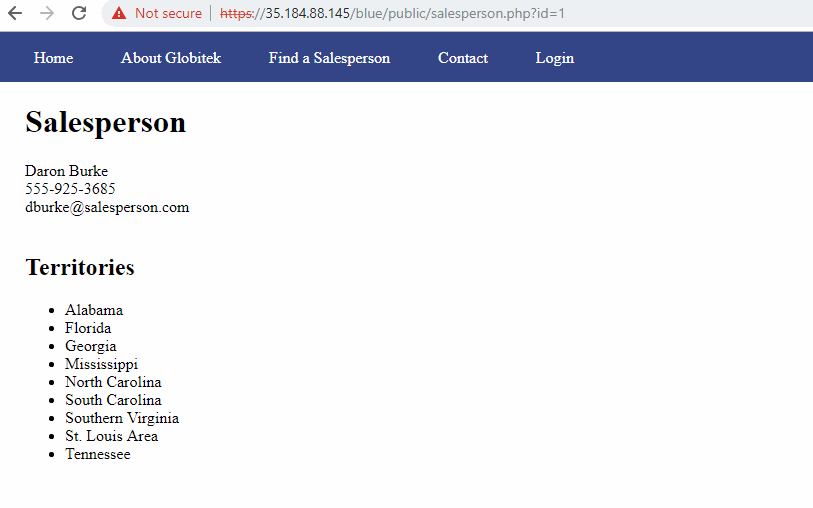 Not secure | https://35.184.88.145/blue/public/salesperson.php?id=1
Home About Globitek Find a Salesperson Contact Login
Salesperson
Daron Burke
555-925-3685
dburke@salesperson.com
Territories
Alabama
Florida
Georgia
Mississippi
North Carolina
South Carolina
Southern Virginia
St. Louis Area
Tennessee